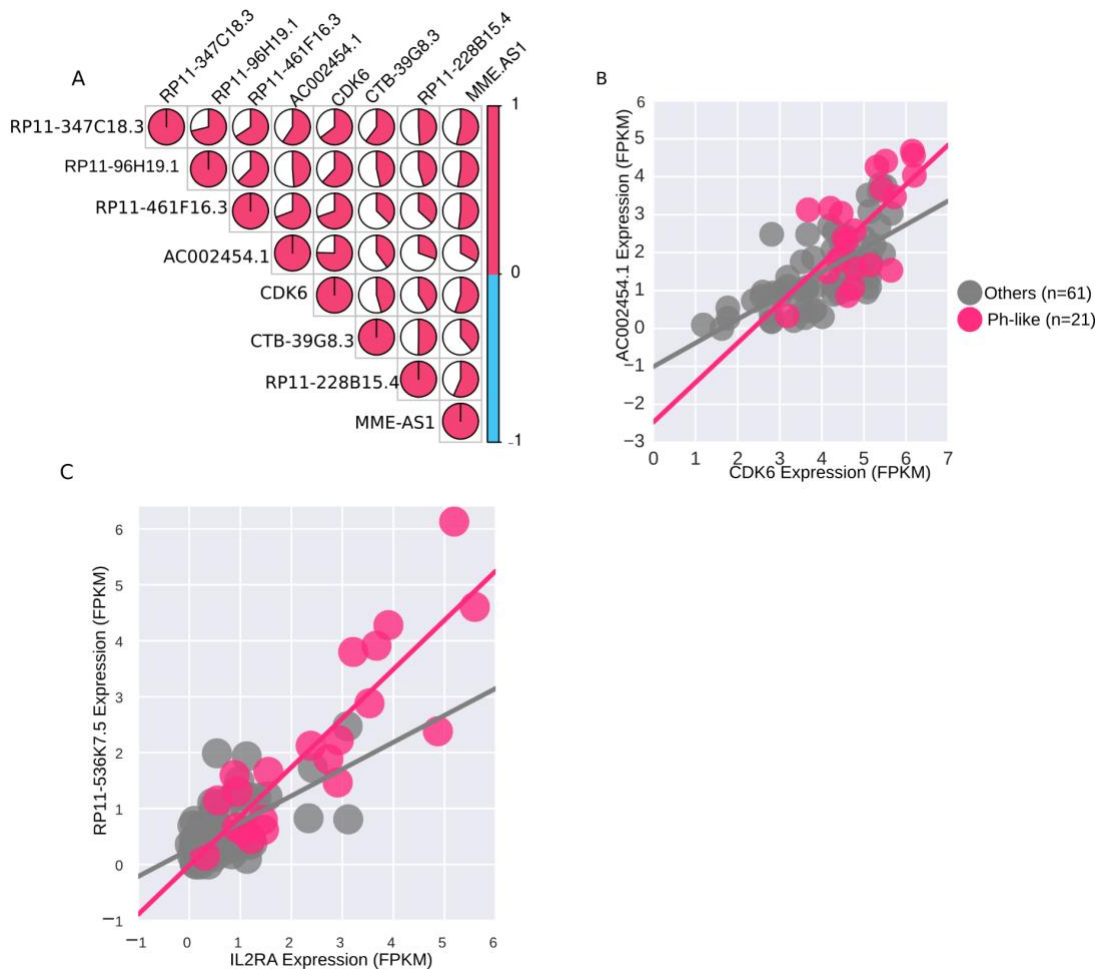 A
RP11-347C18.3
RP11-96H19.1
RP11-461F16.3
AC002454.1
CDK6
CTB-39G8.3
RP11-228B15.4
MME.AS1
RP11-347C18.3
RP11-96H19.1
RP11-461F16.3
AC002454.1
CDK6
CTB-39G8.3
RP11-228B15.4
MME-AS1
1
0
-1
B
AC002454.1 Expression (FPKM)
6
5
4
3
2
1
0
−1
−2
−3
0 1 2 3 4 5 6 7
CDK6 Expression (FPKM)
Others (n=61)
Ph-like (n=21)
C
RP11-536K7.5 Expression (FPKM)
6
5
4
3
2
1
0
−1
−1 0 1 2 3 4 5 6
IL2RA Expression (FPKM)